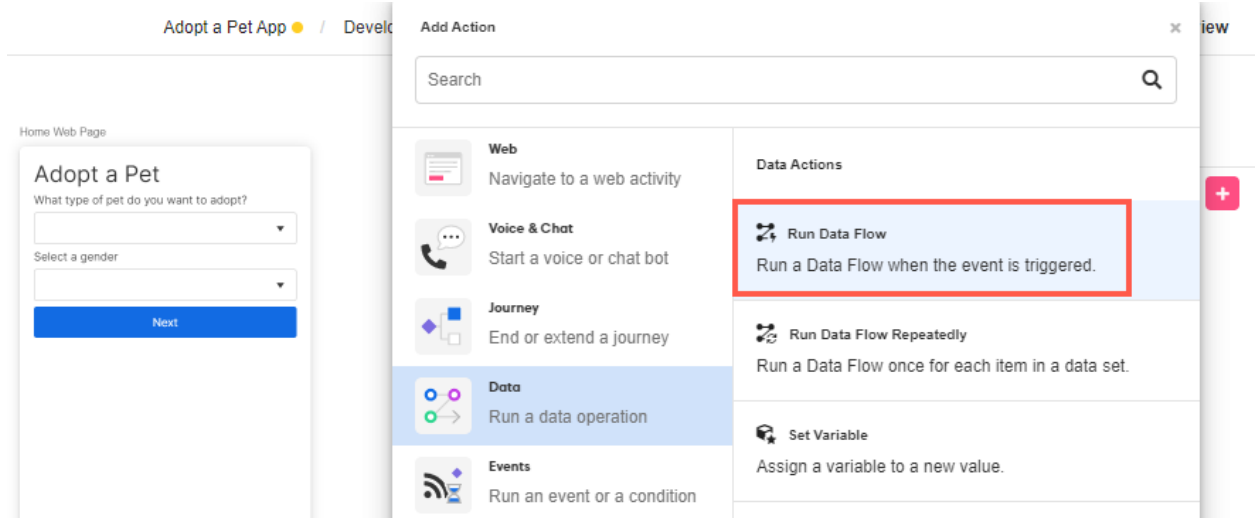 Adopt a Pet App / Develo
Add Action
× iew
Search
Home Web Page
Adopt a Pet
What type of pet do you want to adopt?
Select a gender
Next
Web
Navigate to a web activity
Voice & Chat
Start a voice or chat bot
Journey
End or extend a journey
Data
Run a data operation
Events
Run an event or a condition
Data Actions
Run Data Flow
Run a Data Flow when the event is triggered.
Run Data Flow Repeatedly
Run a Data Flow once for each item in a data set.
Set Variable
Assign a variable to a new value.
+